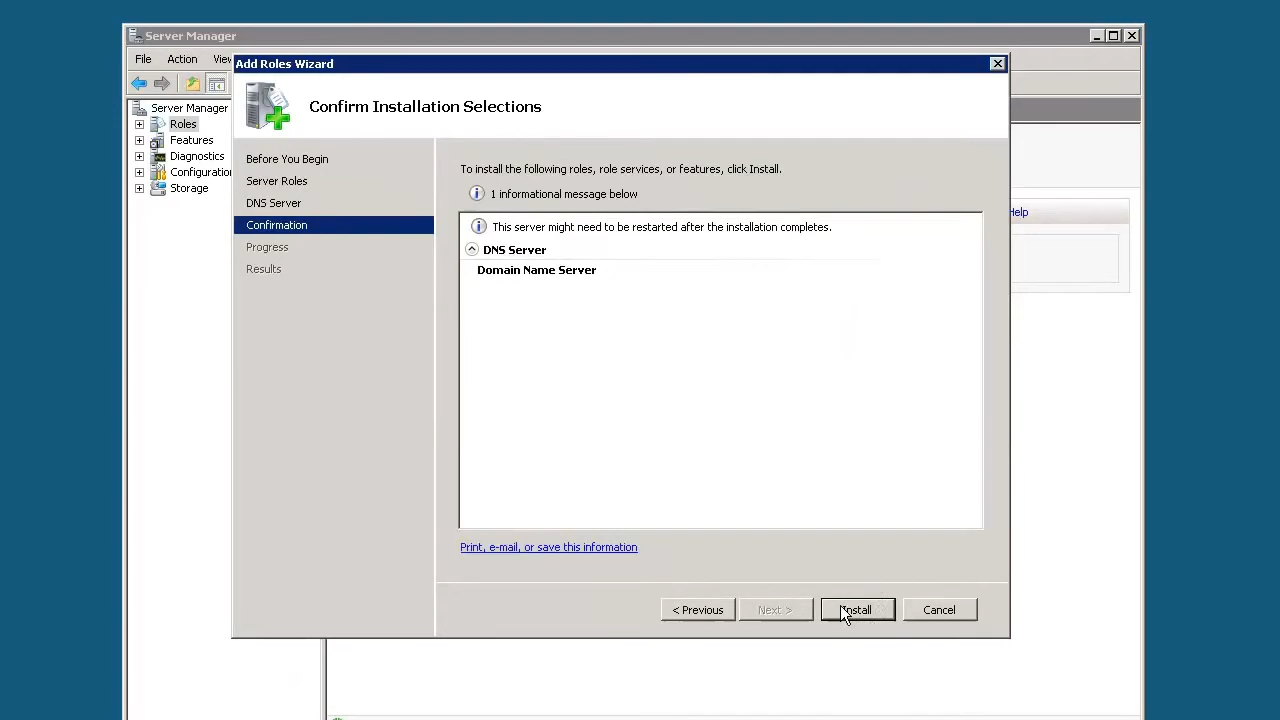 Server Manager
File Action View
Add Roles Wizard
Confirm Installation Selections
Server Manager
Roles
Features
Diagnostics
Configuration
Storage
Before You Begin
Server Roles
DNS Server
Confirmation
Progress
Results
To install the following roles, role services, or features, click Install.
1 informational message below
This server might need to be restarted after the installation completes.
DNS Server
Domain Name Server
Print, e-mail, or save this information
< Previous Next > Install Cancel
Help